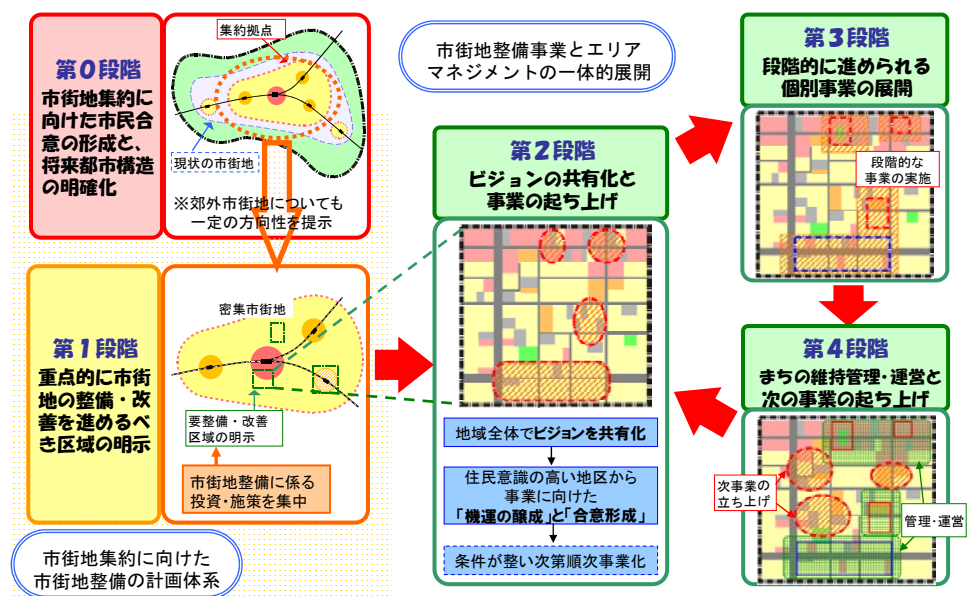 第０段階
市街地集約に
向けた市民合
意の形成と、
将来都市構造
の明確化
集約拠点
現状の市街地
※郊外市街地についても
一定の方向性を提示
第１段階
重点的に市街
地の整備・改
善を進めるべ
き区域の明示
密集市街地
要整備・改善
区域の明示
市街地整備に係る
投資・施策を集中
市街地集約に向けた
市街地整備の計画体系
市街地整備事業とエリア
マネジメントの一体的展開
第２段階
ビジョンの共有化と
事業の起ち上げ
地域全体でビジョンを共有化
住民意識の高い地区から
事業に向けた
「機運の醸成」と「合意形成」
条件が整い次第順次事業化
第３段階
段階的に進められる
個別事業の展開
段階的な
事業の実施
第４段階
まちの維持管理・運営と
次の事業の起ち上げ
次事業の
立ち上げ
管理・運営